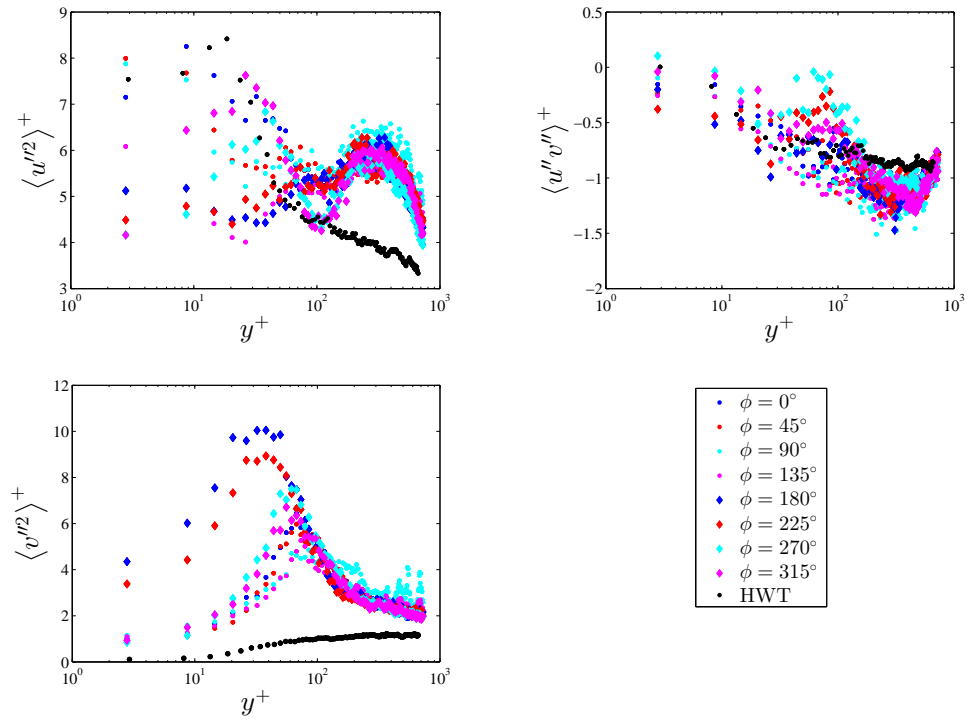 9
8
7
6
5
4
3
10⁰
10¹
10²
10³
y⁺
⟨u″²⟩⁺
0.5
0
−0.5
−1
−1.5
−2
10⁰
10¹
10²
10³
y⁺
⟨u″v″⟩⁺
12
10
8
6
4
2
0
10⁰
10¹
10²
10³
y⁺
⟨v″²⟩⁺
ϕ = 0°
ϕ = 45°
ϕ = 90°
ϕ = 135°
ϕ = 180°
ϕ = 225°
ϕ = 270°
ϕ = 315°
HWT